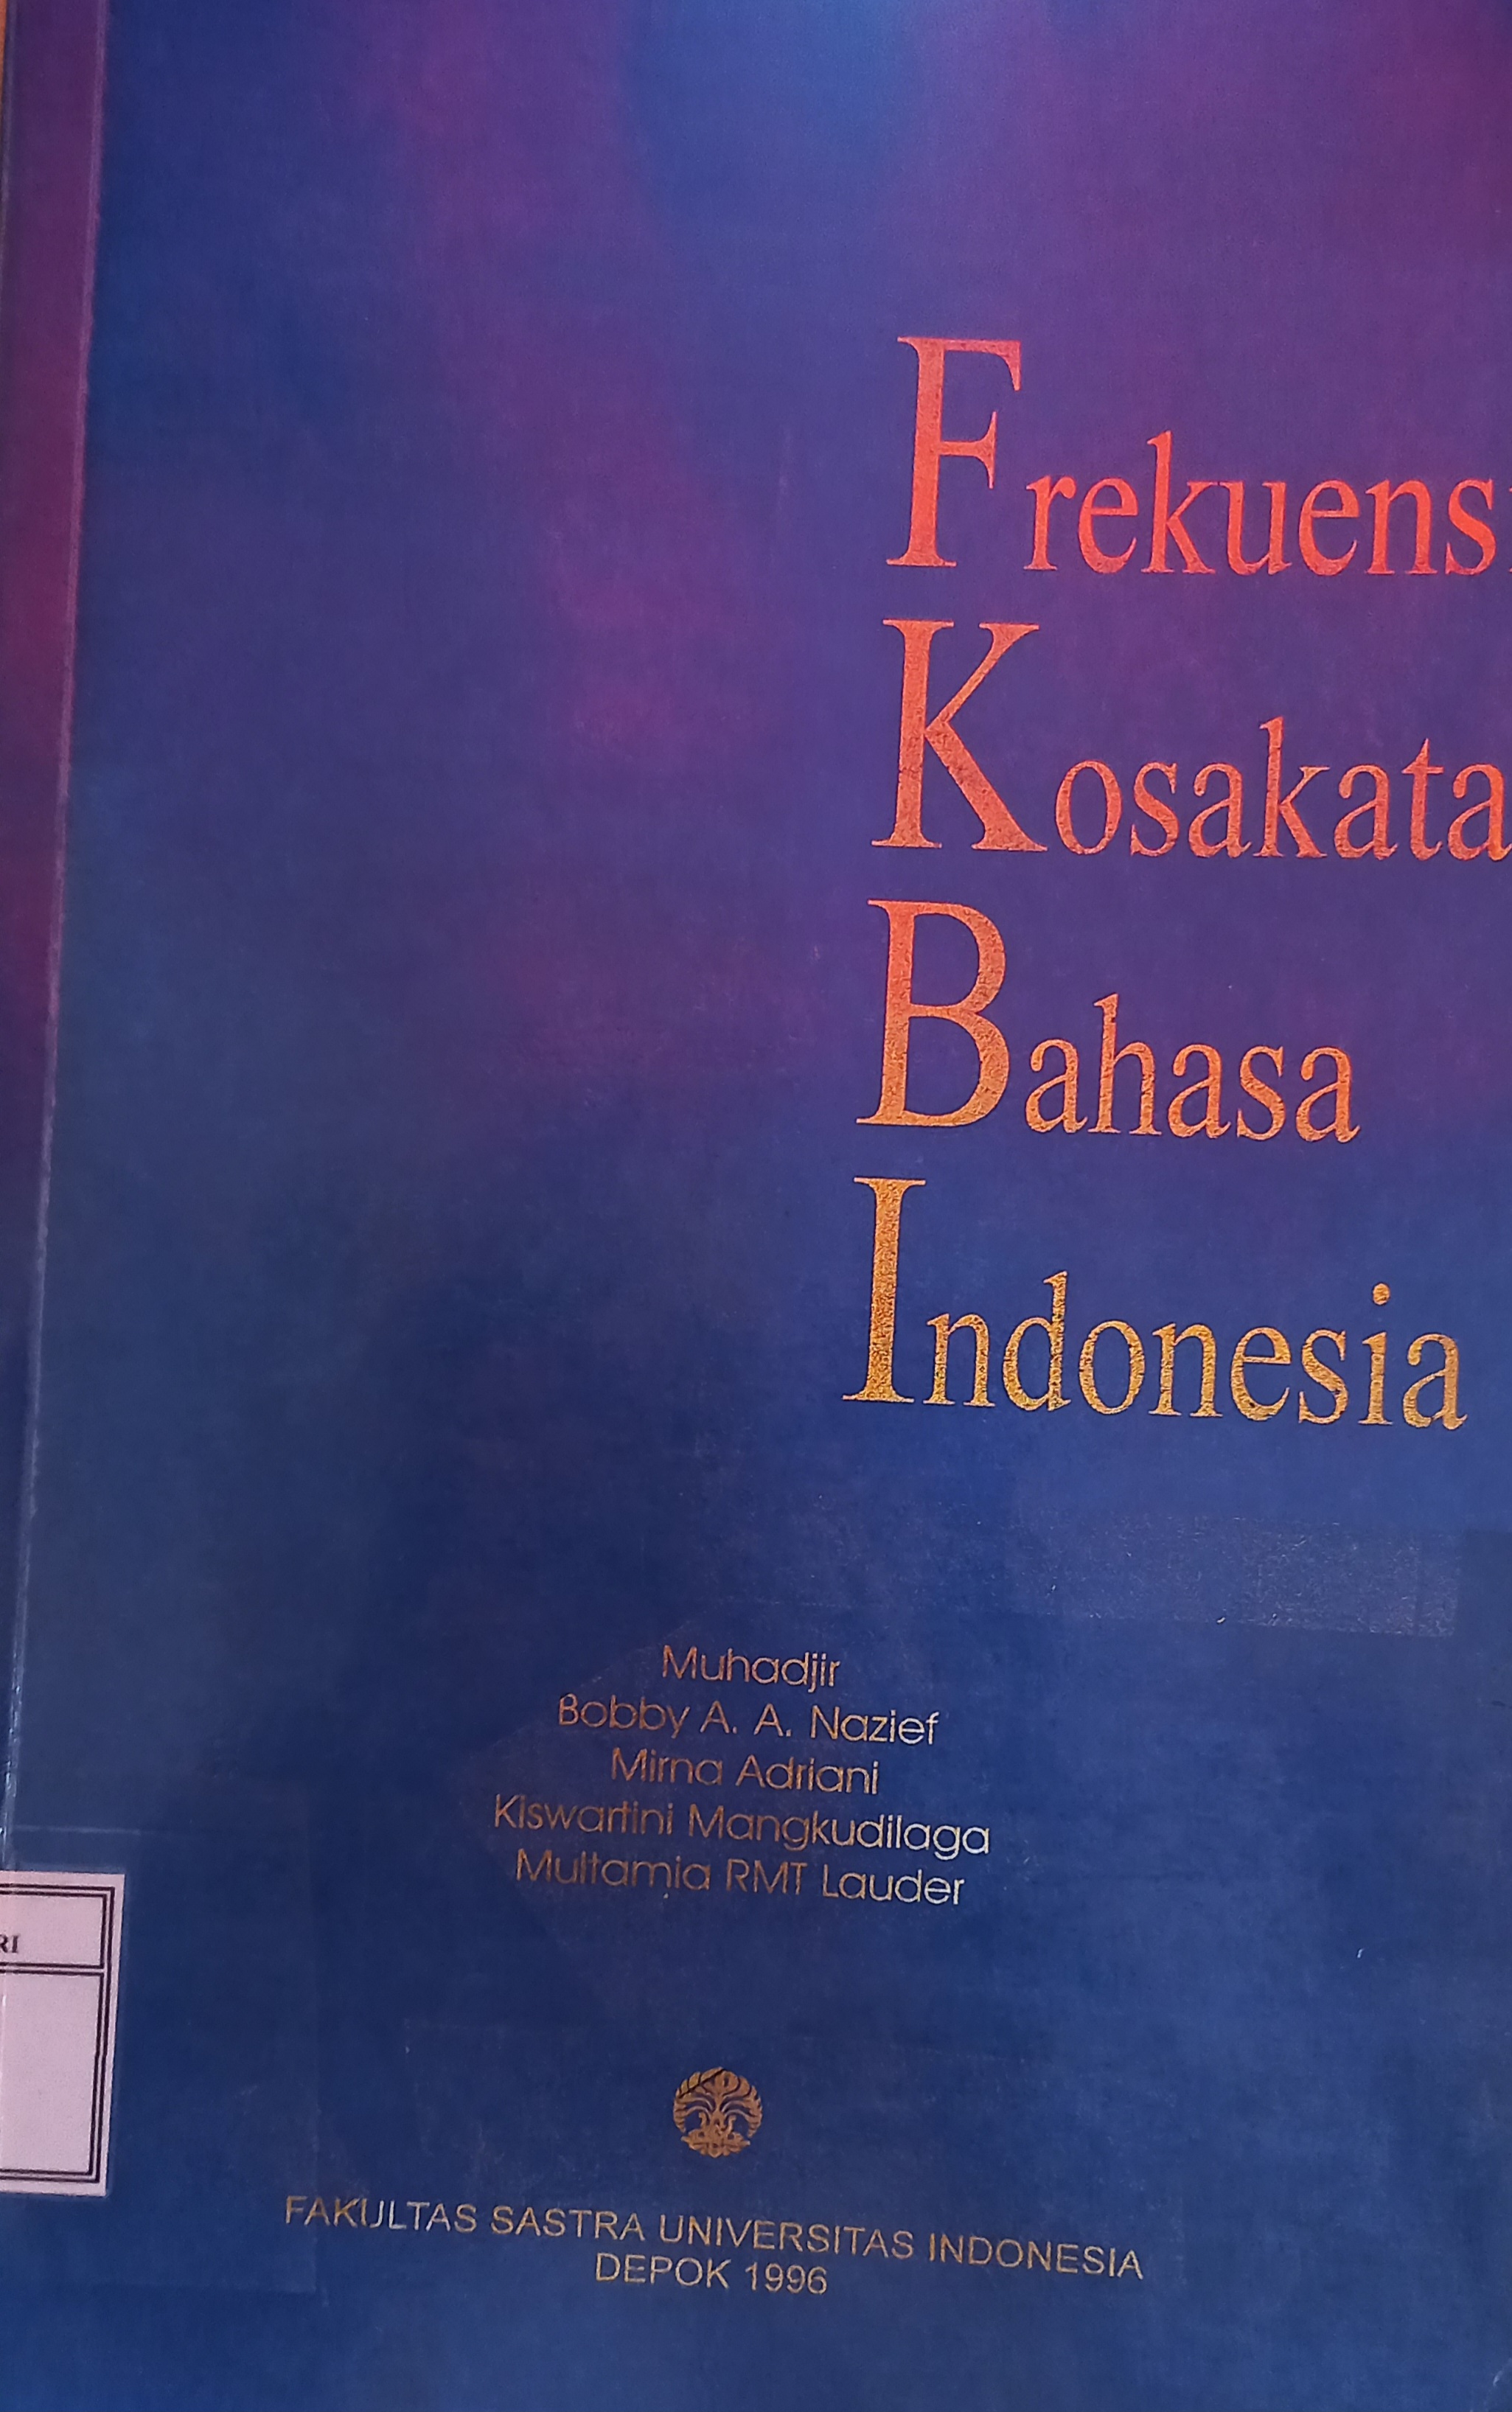 Frekuensi
Kosakata
Bahasa
Indonesia
Muhadjir
Bobby A. A. Nazief
Mirna Adriani
Kiswartini Mangkudilaga
Multamia RMT Lauder
RI
FAKULTAS SASTRA UNIVERSITAS INDONESIA
DEPOK 1996